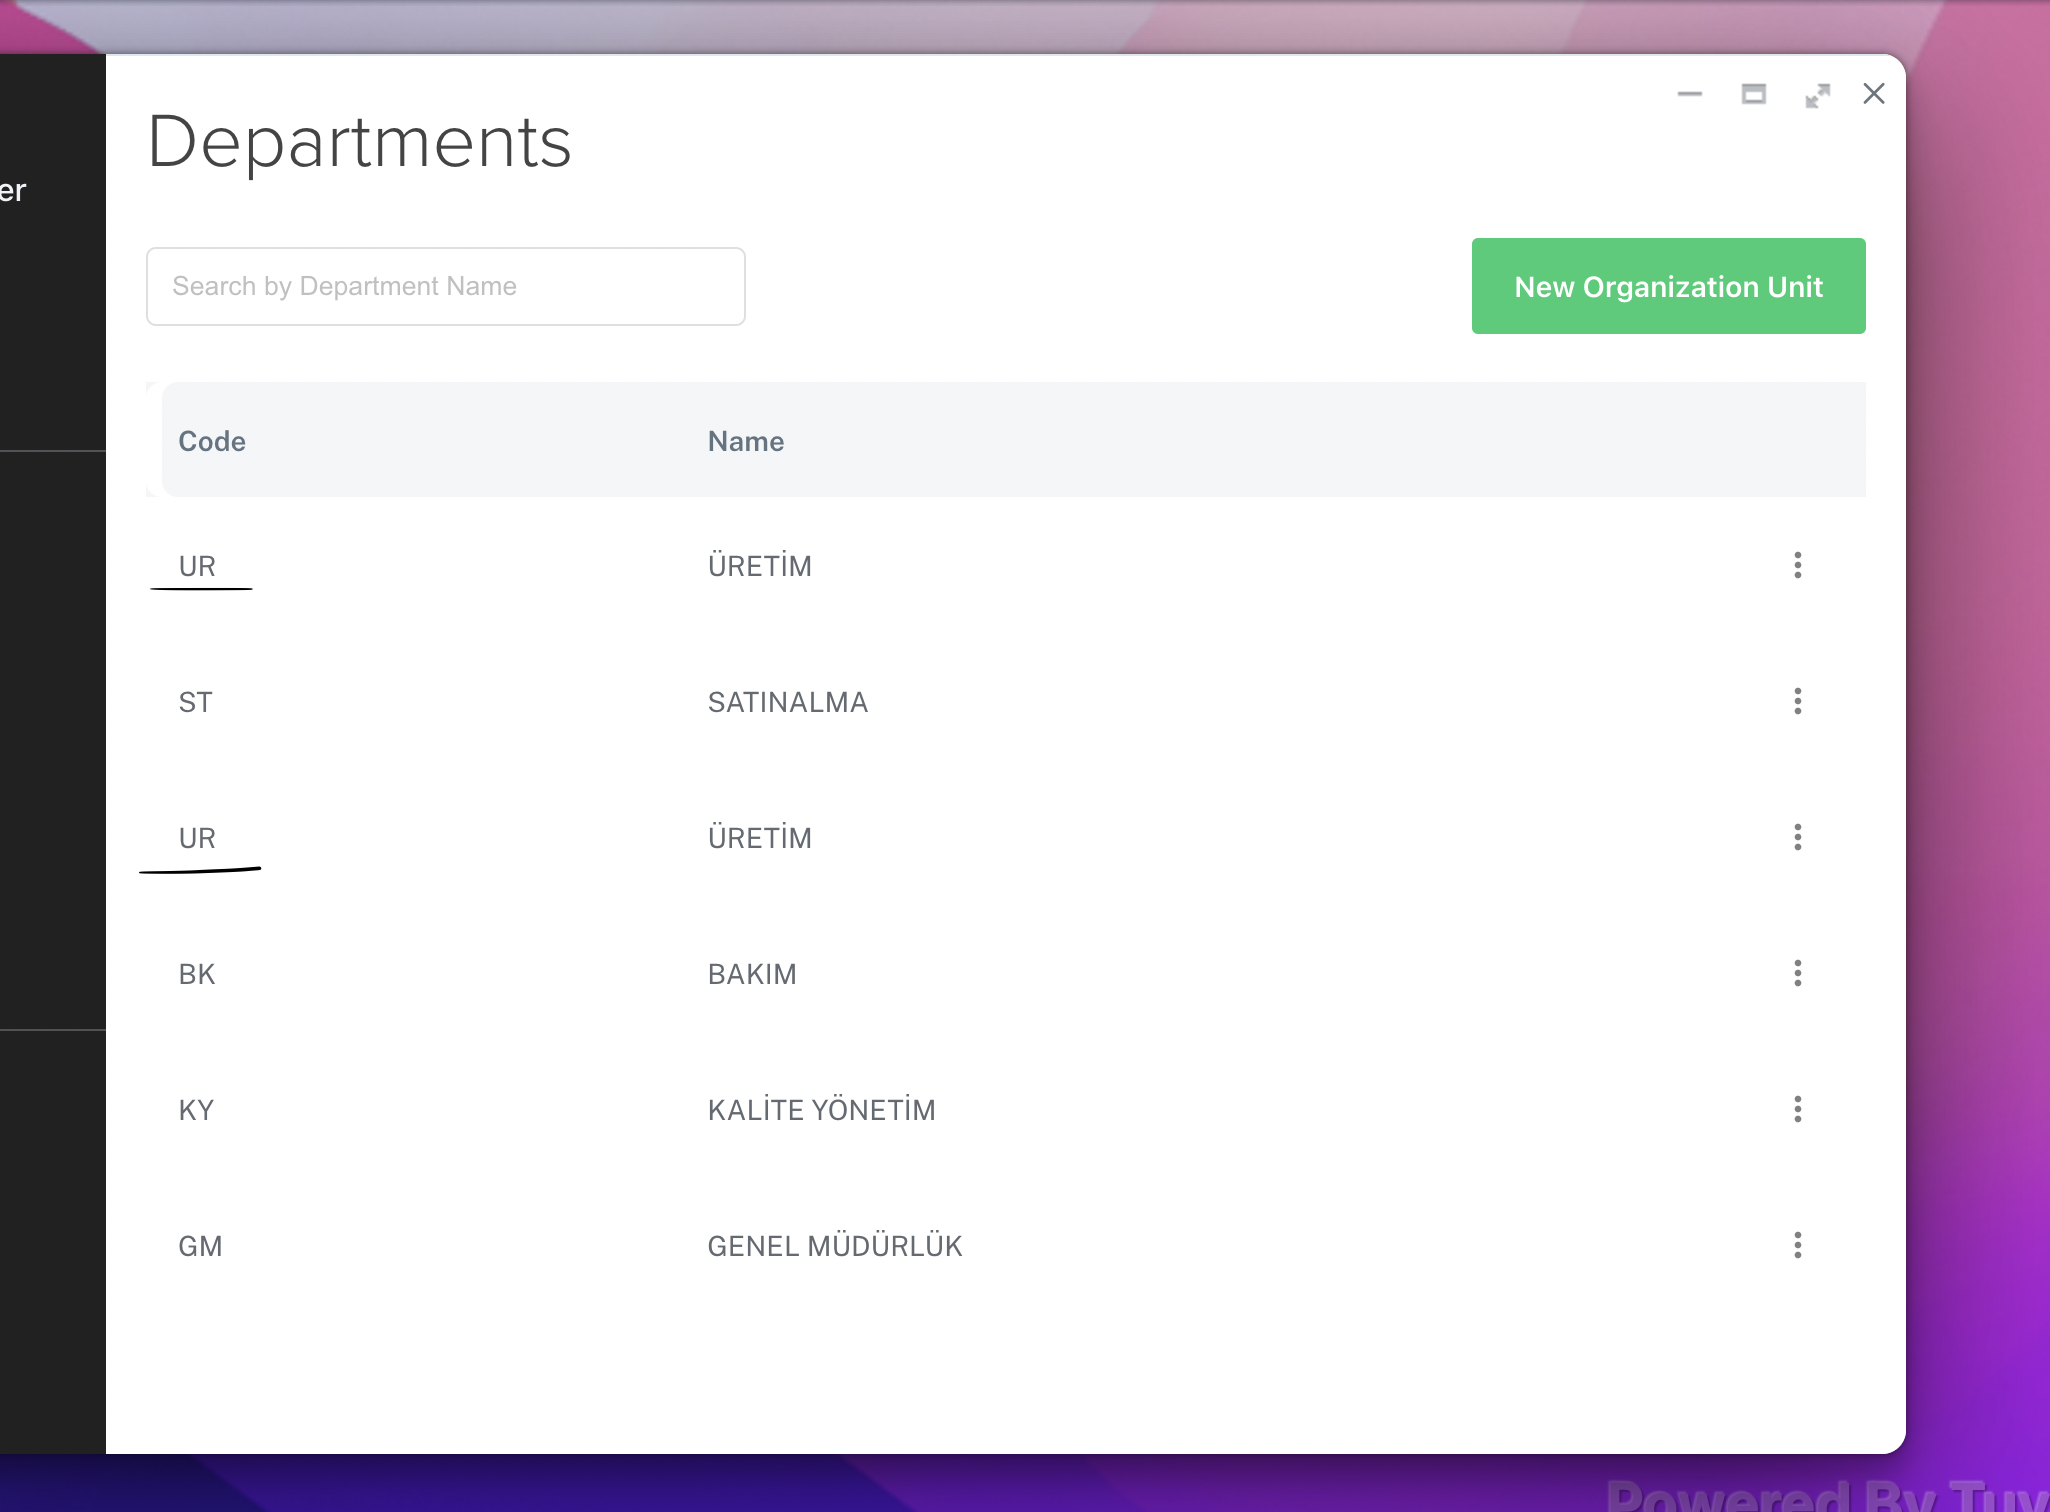 er
Departments
Search by Department Name
New Organization Unit
Code Name
UR ÜRETİM
ST SATINALMA
UR ÜRETİM
BK BAKIM
KY KALİTE YÖNETİM
GM GENEL MÜDÜRLÜK
Powered By Tuv